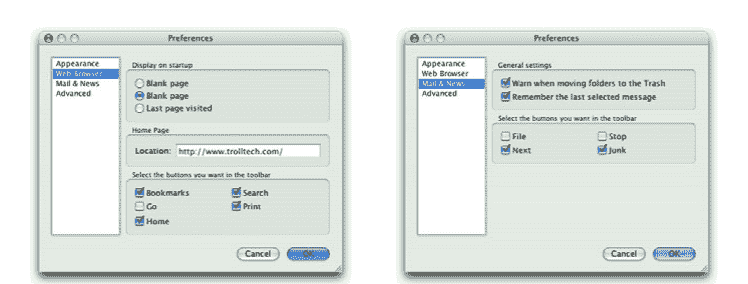 Preferences
Appearance
Web Browser
Mail & News
Advanced
Display on startup
Blank page
Blank page
Last page visited
Home Page
Location: http://www.trolltech.com/
Select the buttons you want in the toolbar
Bookmarks Search
Go Print
Home
Cancel OK
Preferences
Appearance
Web Browser
Mail & News
Advanced
General settings
Warn when moving folders to the Trash
Remember the last selected message
Select the buttons you want in the toolbar
File Stop
Next Junk
Cancel OK